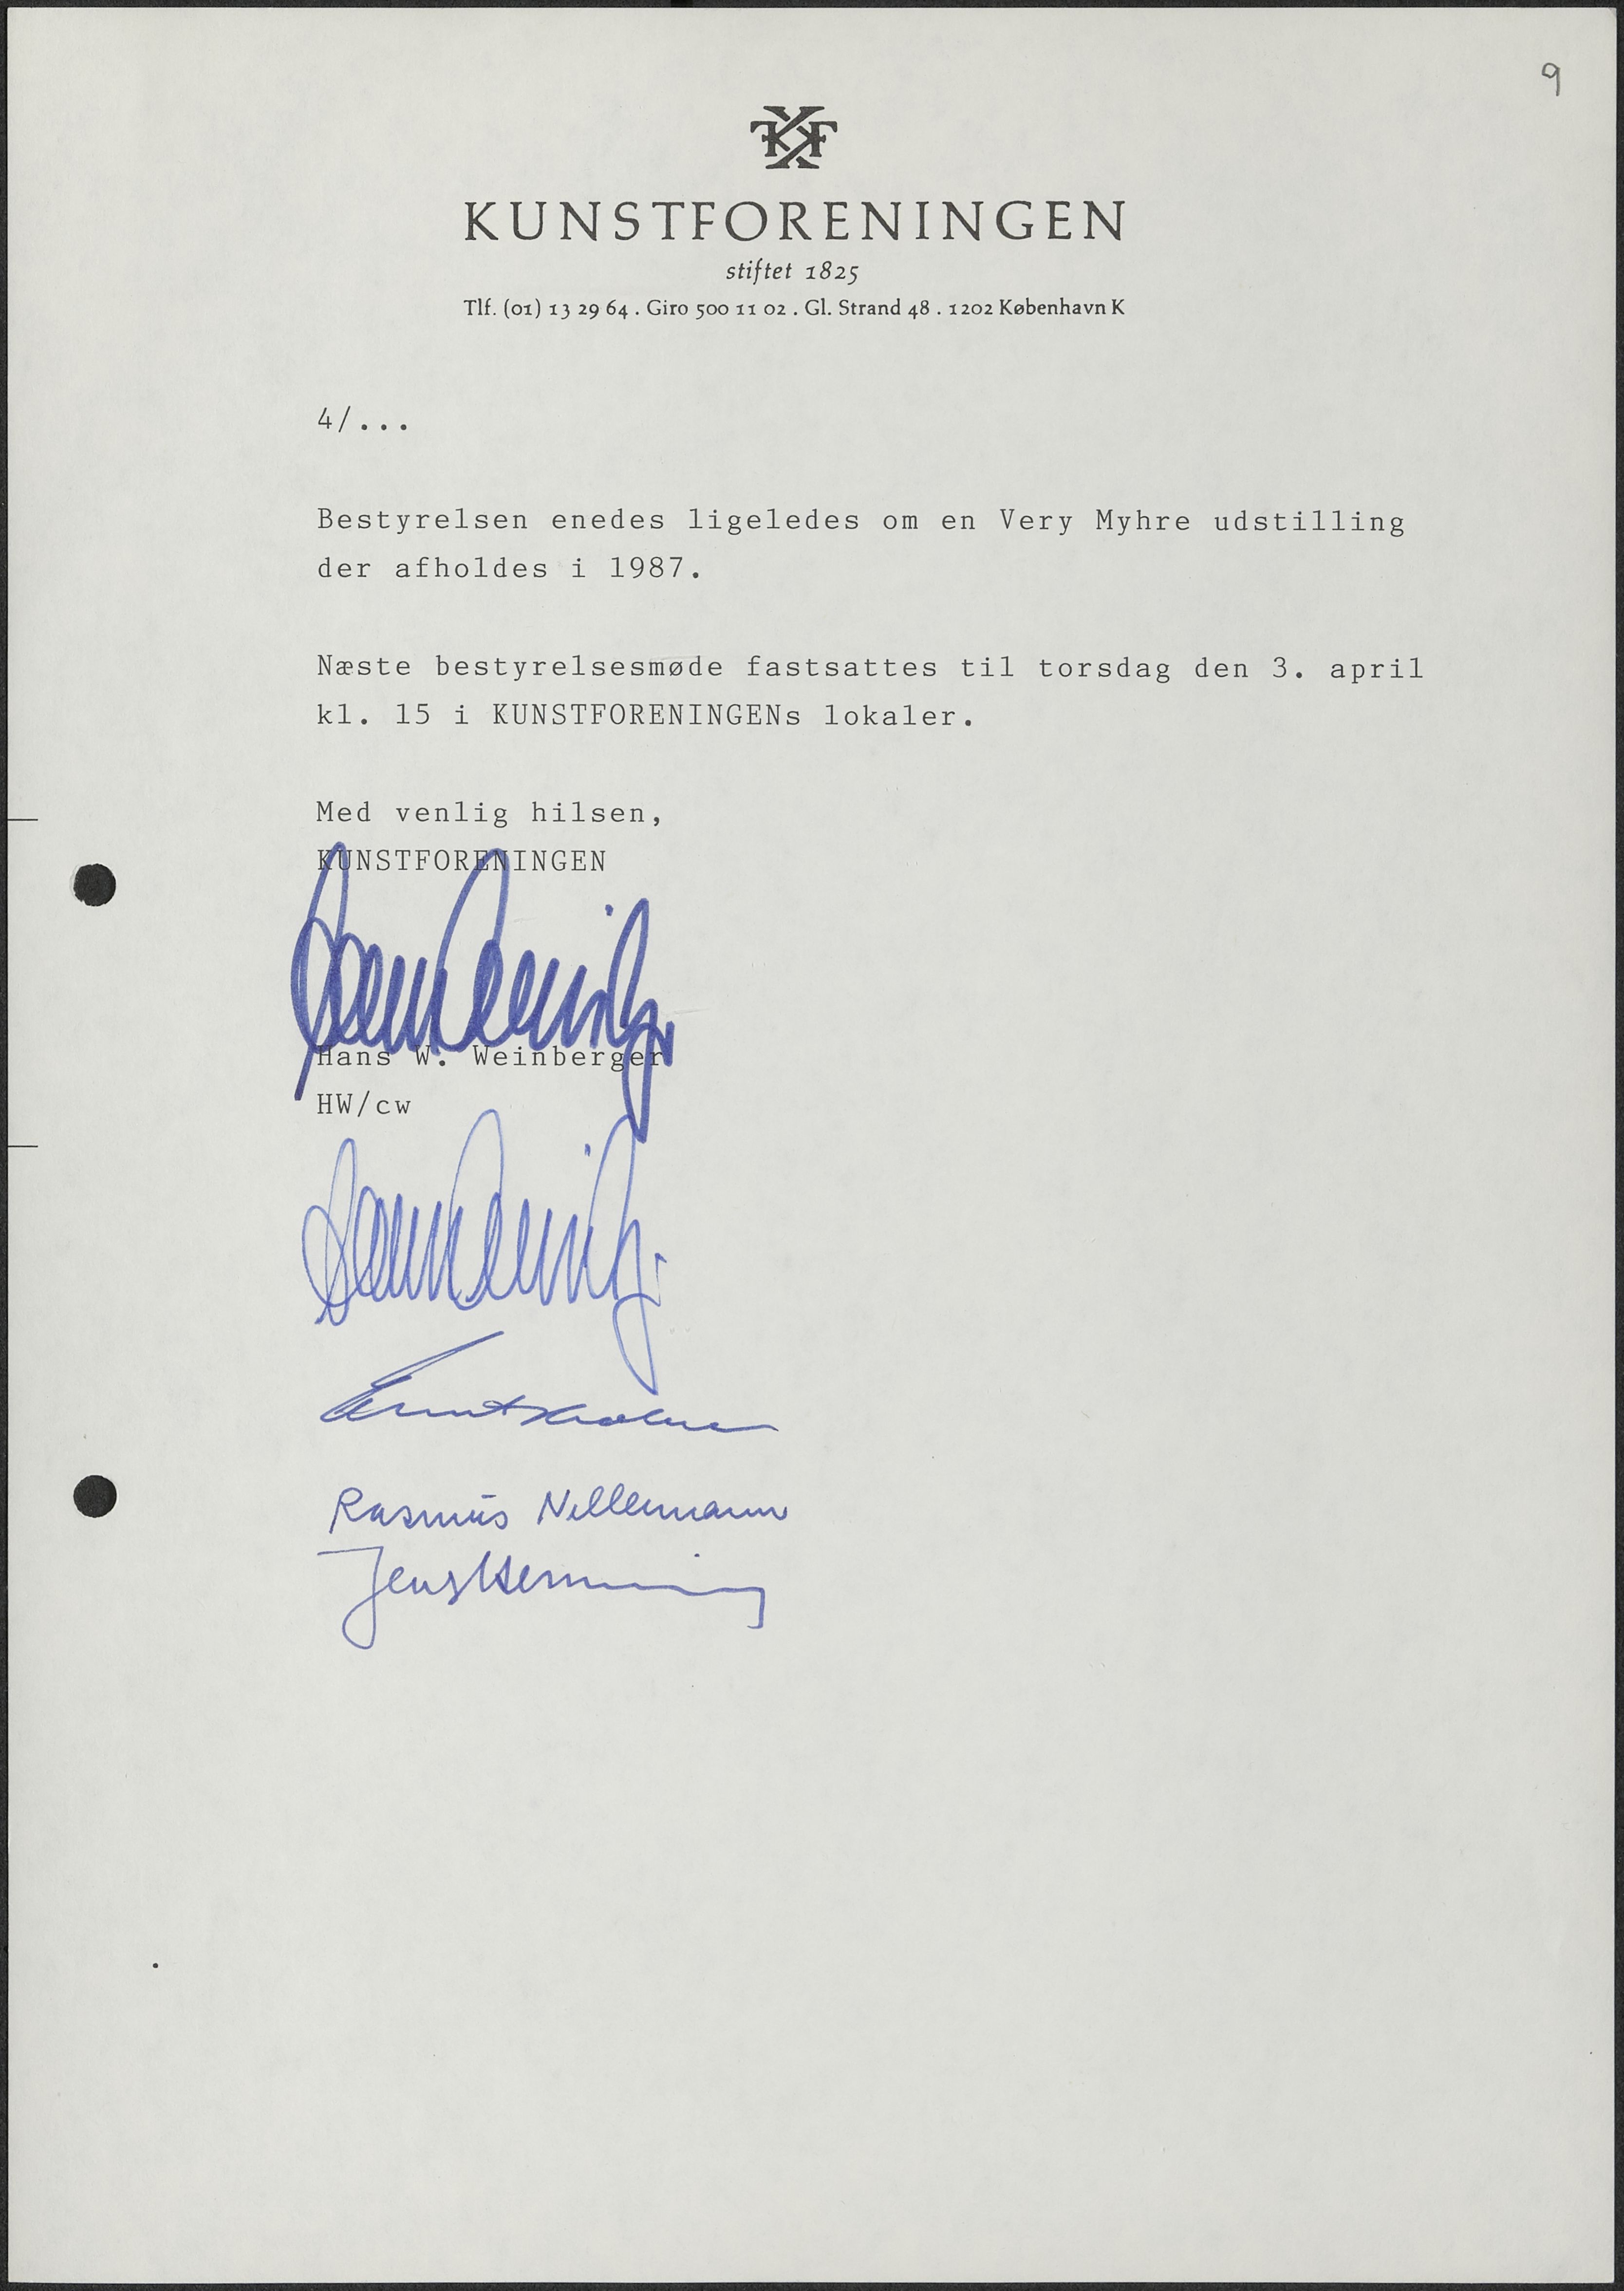 9
KUNSTFORENINGEN
stiftet 1825
Tlf. (01) 13 29 64 . Giro 500 11 02 . Gl. Strand 48 . 1202 København K
4/...
Bestyrelsen enedes ligeledes om en Very Myhre udstilling
der afholdes i 1987.
Næste bestyrelsesmøde fastsattes til torsdag den 3. april
kl. 15 i KUNSTFORENINGENs lokaler.
Med venlig hilsen,
KUNSTFORENINGEN
Hans W. Weinberger
HW/cw
Rasmus Nellemann
Jens Henning